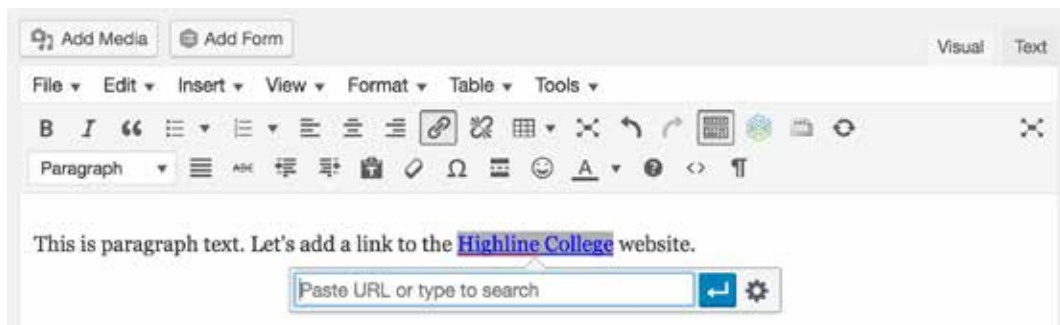 Add Media Add Form
Visual Text
File Edit Insert View Format Table Tools
B I
Paragraph ABC Ω A ¶
This is paragraph text. Let's add a link to the Highline College website.
Paste URL or type to search